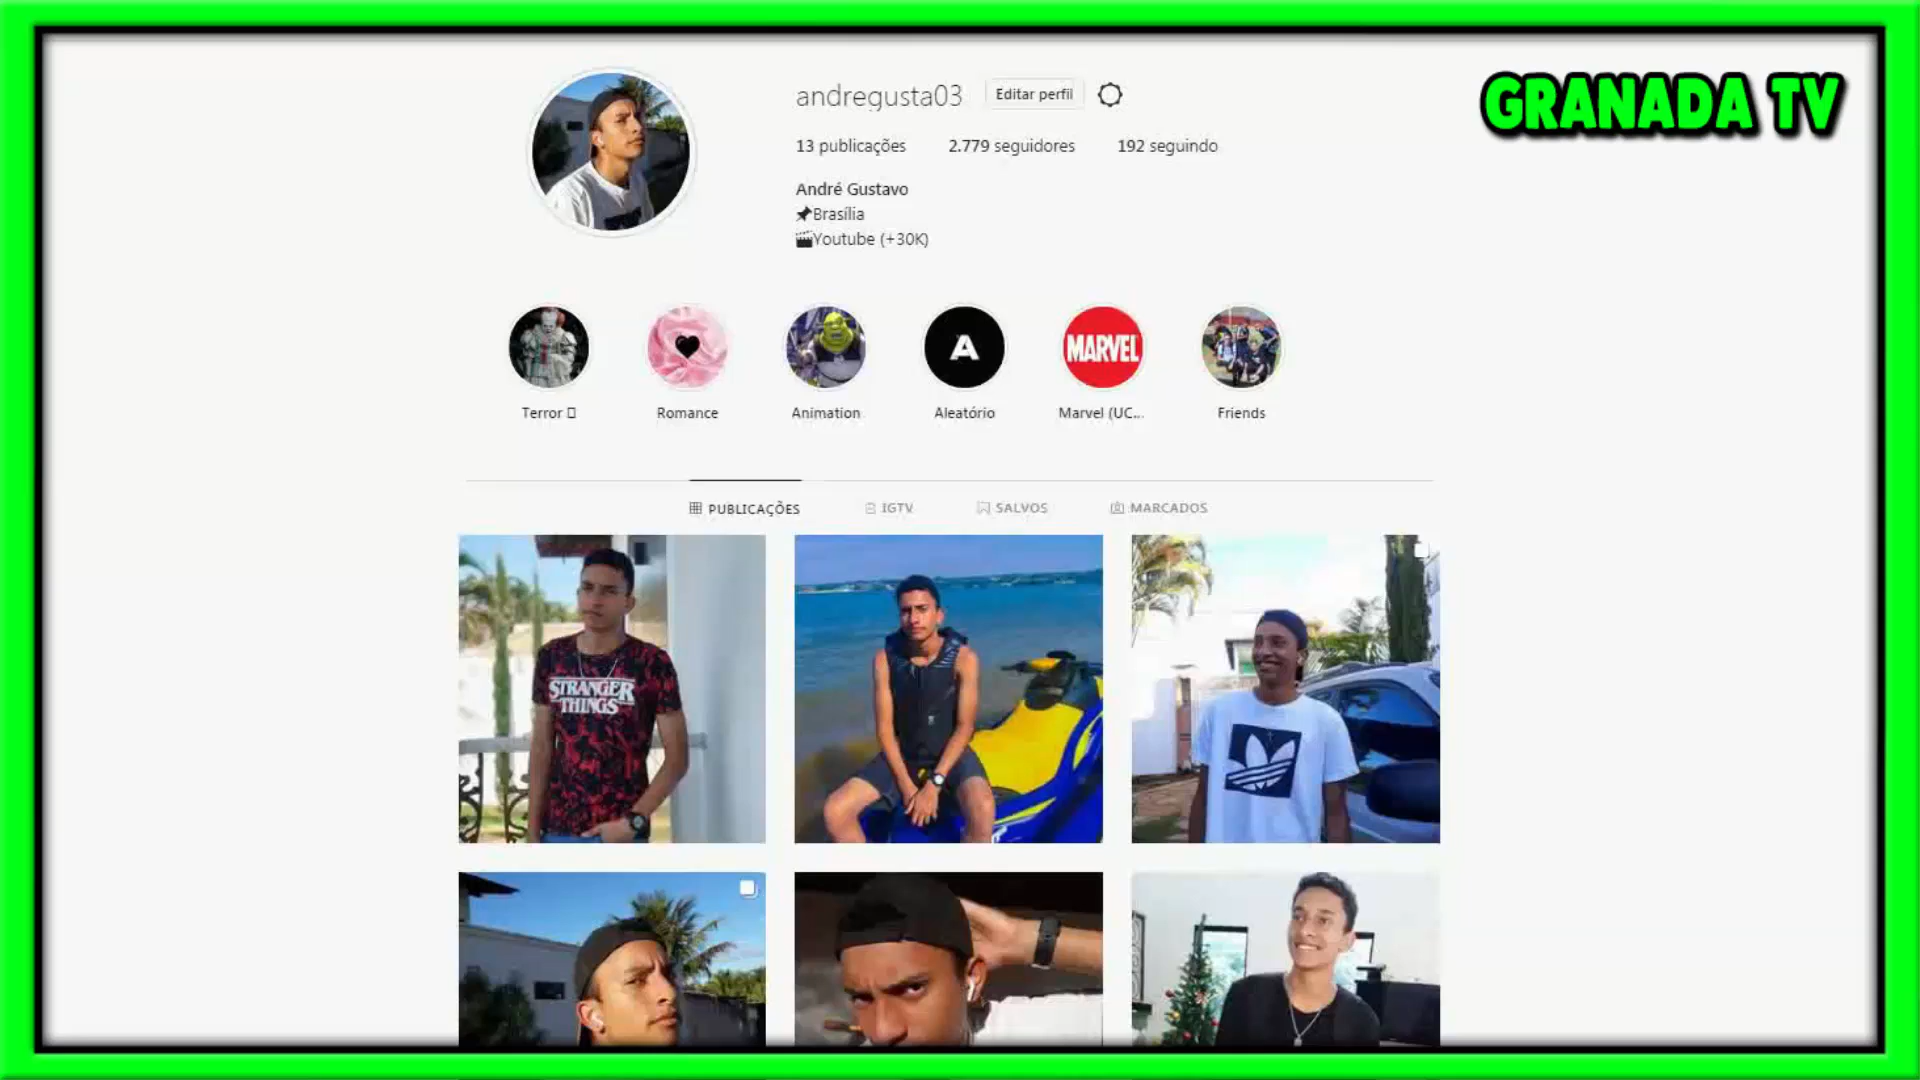 GRANADA TV
andregusta03 Editar perfil
13 publicações 2.779 seguidores 192 seguindo
André Gustavo
Brasília
Youtube (+30K)
A
MARVEL
Terror Romance Animation Aleatório Marvel (UC... Friends
PUBLICAÇÕES IGTV SALVOS MARCADOS
STRANGER
THINGS